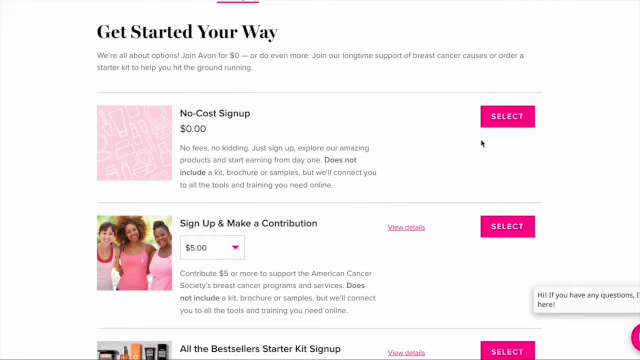 Get Started Your Way
We're all about options! Join Avon for $0 — or do even more: Join our longtime support of breast cancer causes or order a
starter kit to help you hit the ground running.
No-Cost Signup
SELECT
$0.00
No fees, no kidding. Just sign up, explore our amazing
products and start earning from day one. Does not
include a kit, brochure or samples, but we'll connect you
to all the tools and training you need online.
Sign Up & Make a Contribution
View details
SELECT
$5.00
Contribute $5 or more to support the American Cancer
Society's breast cancer programs and services. Does
not include a kit, brochure or samples, but we'll connect
you to all the tools and training you need online.
Hi! If you have any questions, I'
here!
All the Bestsellers Starter Kit Signup
View details
SELECT